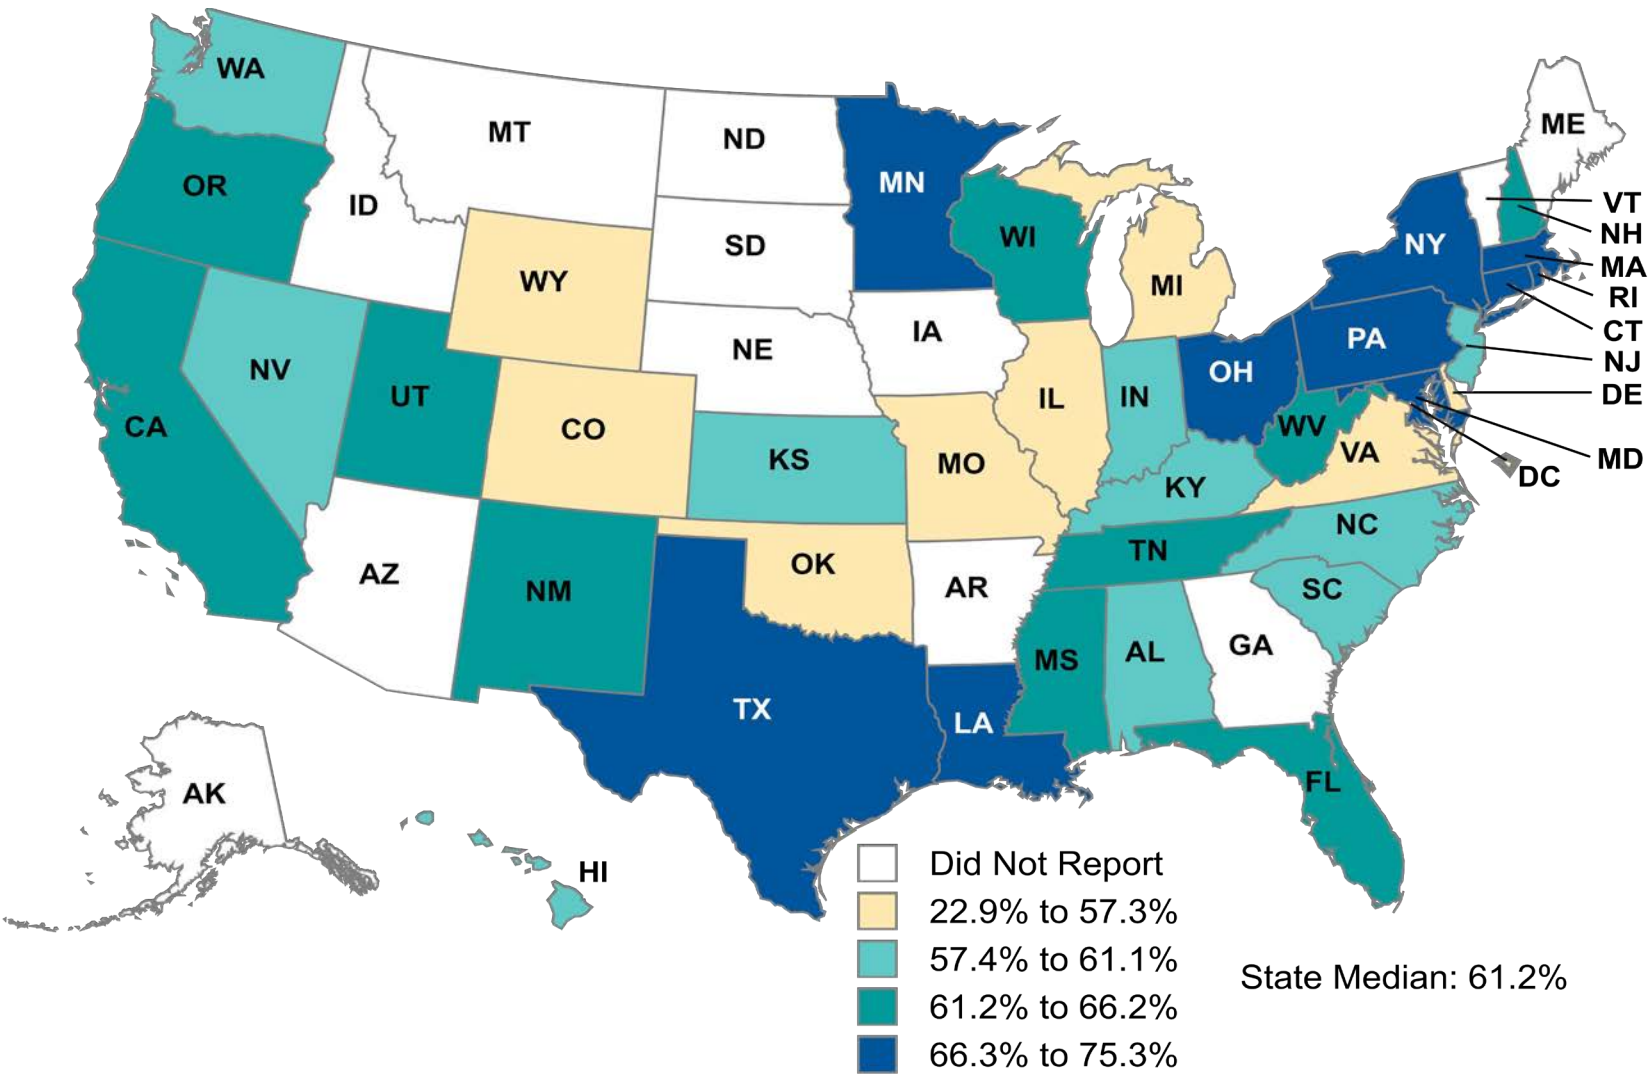 WA
MT
ND
ME
MN
OR
ID
VT
NH
SD
WI
NY
MA
WY
MI
RI
IA
CT
NE
PA
NJ
NV
OH
UT
IL
IN
DE
CA
CO
WV
KS
MO
VA
MD
DC
KY
NC
TN
AZ
OK
NM
AR
SC
GA
MS
AL
TX
LA
FL
AK
HI
Did Not Report
22.9% to 57.3%
57.4% to 61.1%
61.2% to 66.2%
66.3% to 75.3%
State Median: 61.2%